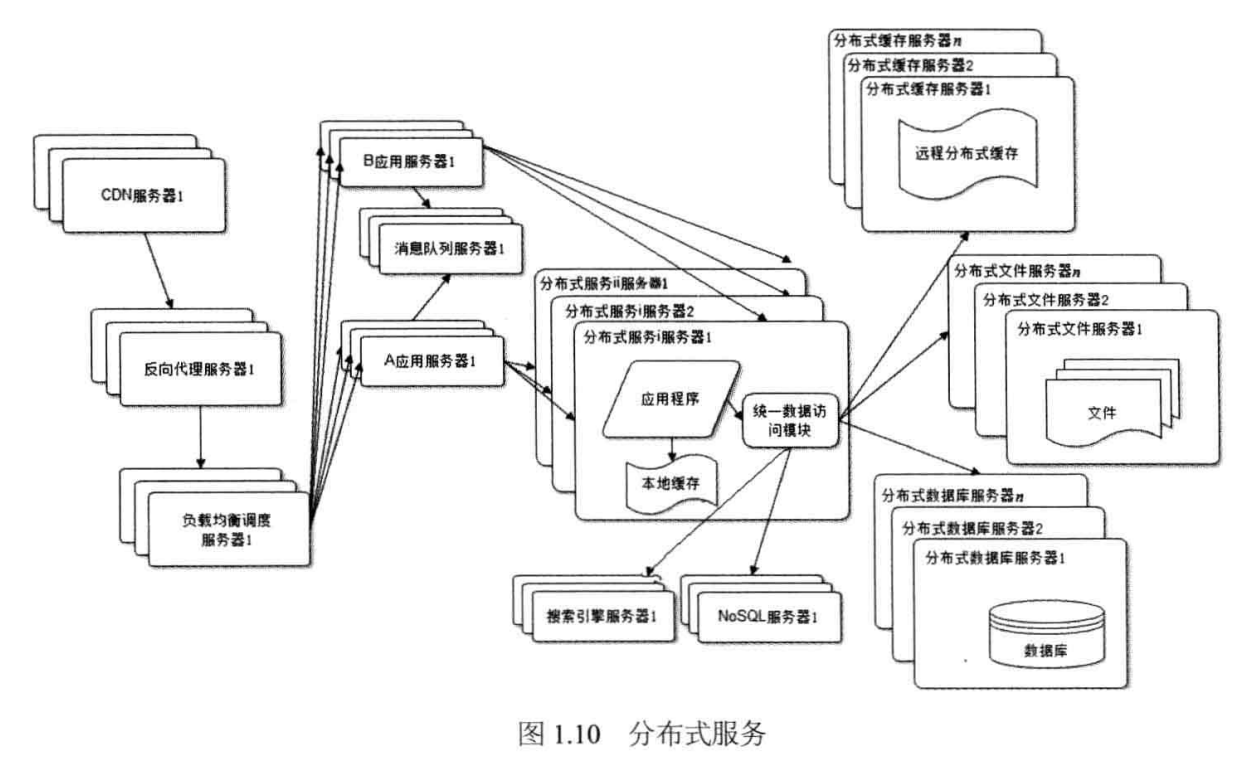 分布式缓存服务器n
分布式缓存服务器2
分布式缓存服务器1
远程分布式缓存
CDN服务器1
B应用服务器1
消息队列服务器1
反向代理服务器1
A应用服务器1
负载均衡调度
服务器1
分布式服务ii服务器1
分布式服务i服务器2
分布式服务i服务器1
应用程序
统一数据访
问模块
本地缓存
分布式文件服务器n
分布式文件服务器2
分布式文件服务器1
文件
分布式数据库服务器n
分布式数据库服务器2
分布式数据库服务器1
数据库
搜索引擎服务器1
NoSQL服务器1
图 1.10 分布式服务